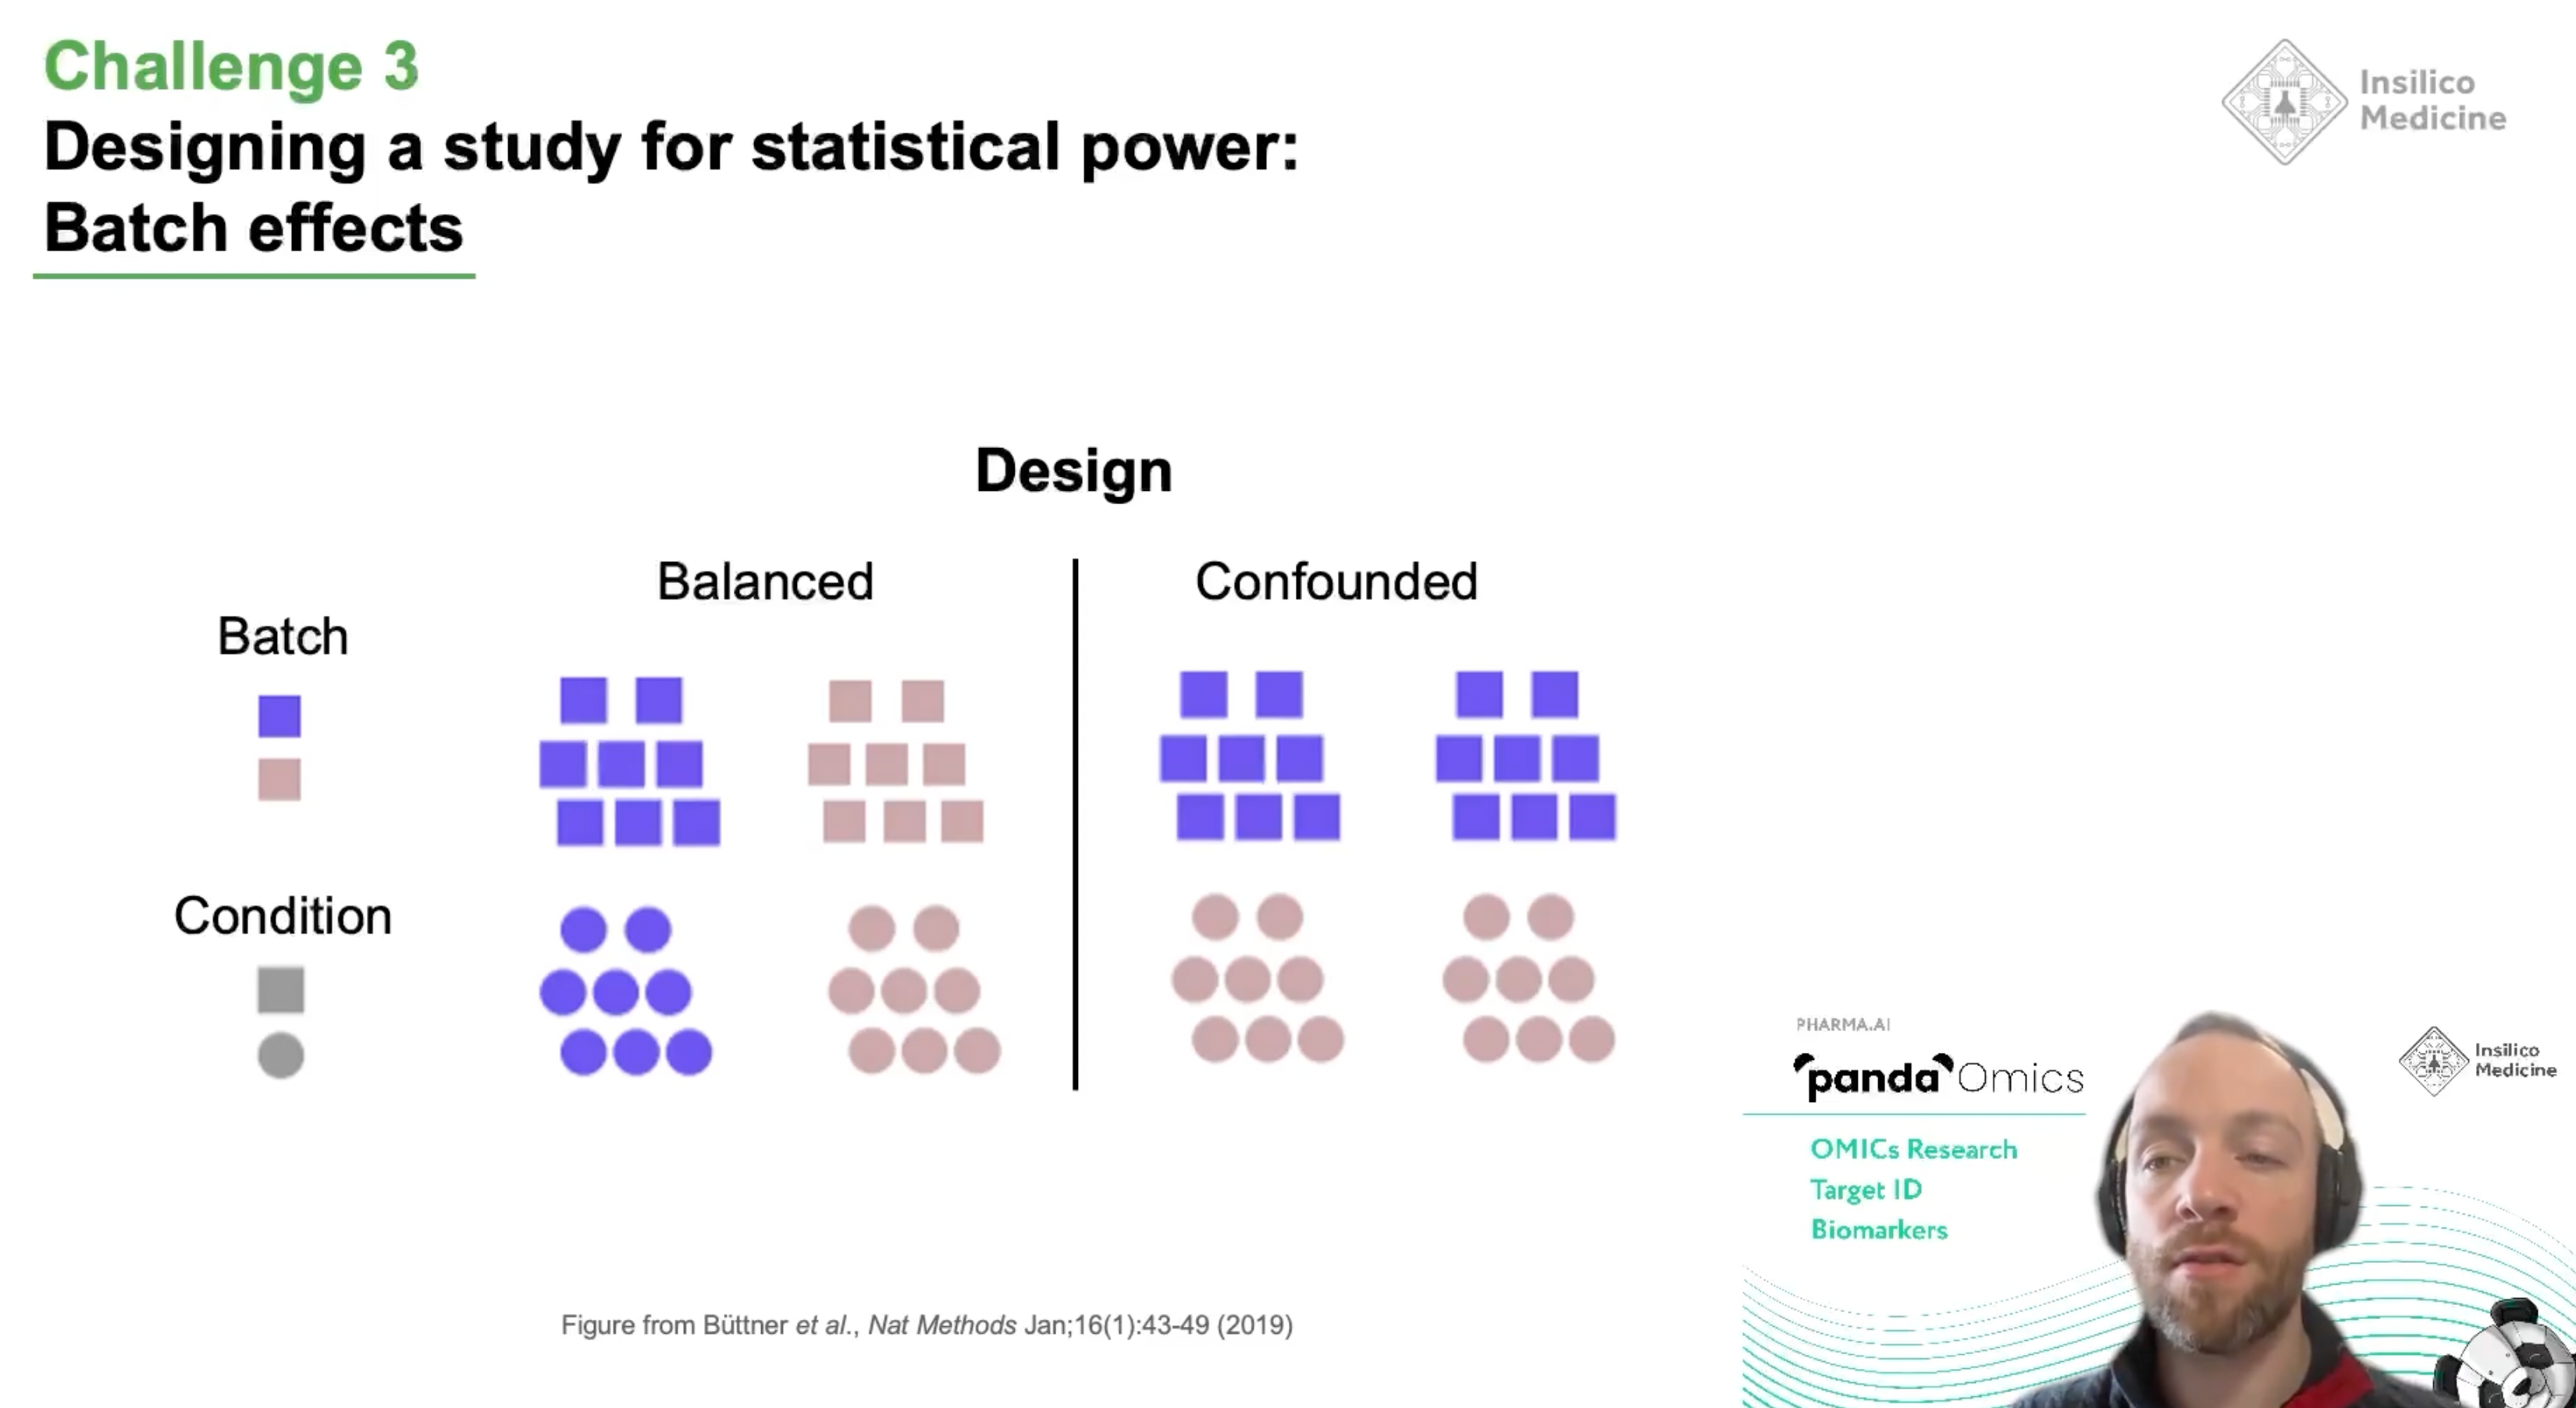 Challenge 3
Designing a study for statistical power:
Batch effects
Insilico
Medicine
Design
Balanced
Confounded
Batch
Condition
Figure from Büttner et al., Nat Methods Jan;16(1):43-49 (2019)
PHARMA.AI
panda Omics
Insilico
Medicine
OMICs Research
Target ID
Biomarkers